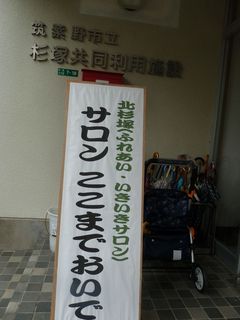 筑紫野市立
杉塚共同利用施設
北杉塚(ふれあい・いきいきサロン)
サロン ここまでおいで